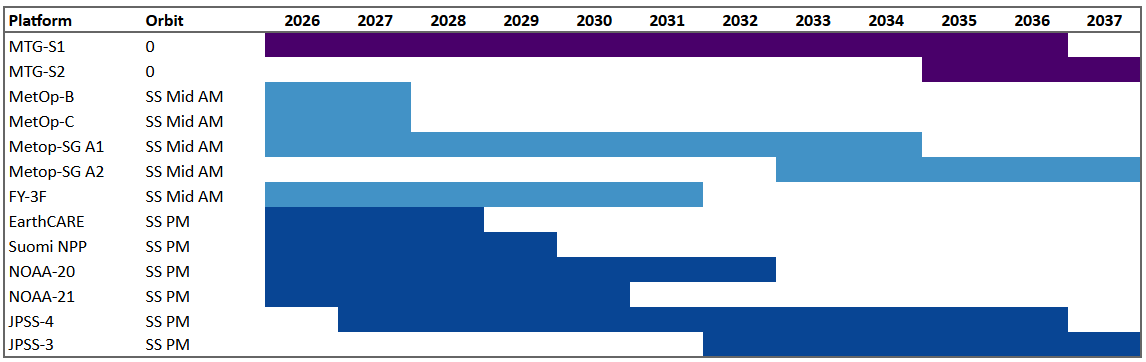 Platform Orbit 2026 2027 2028 2029 2030 2031 2032 2033 2034 2035 2036 2037
MTG-S1 0
MTG-S2 0
MetOp-B SS Mid AM
MetOp-C SS Mid AM
Metop-SG A1 SS Mid AM
Metop-SG A2 SS Mid AM
FY-3F SS Mid AM
EarthCARE SS PM
Suomi NPP SS PM
NOAA-20 SS PM
NOAA-21 SS PM
JPSS-4 SS PM
JPSS-3 SS PM